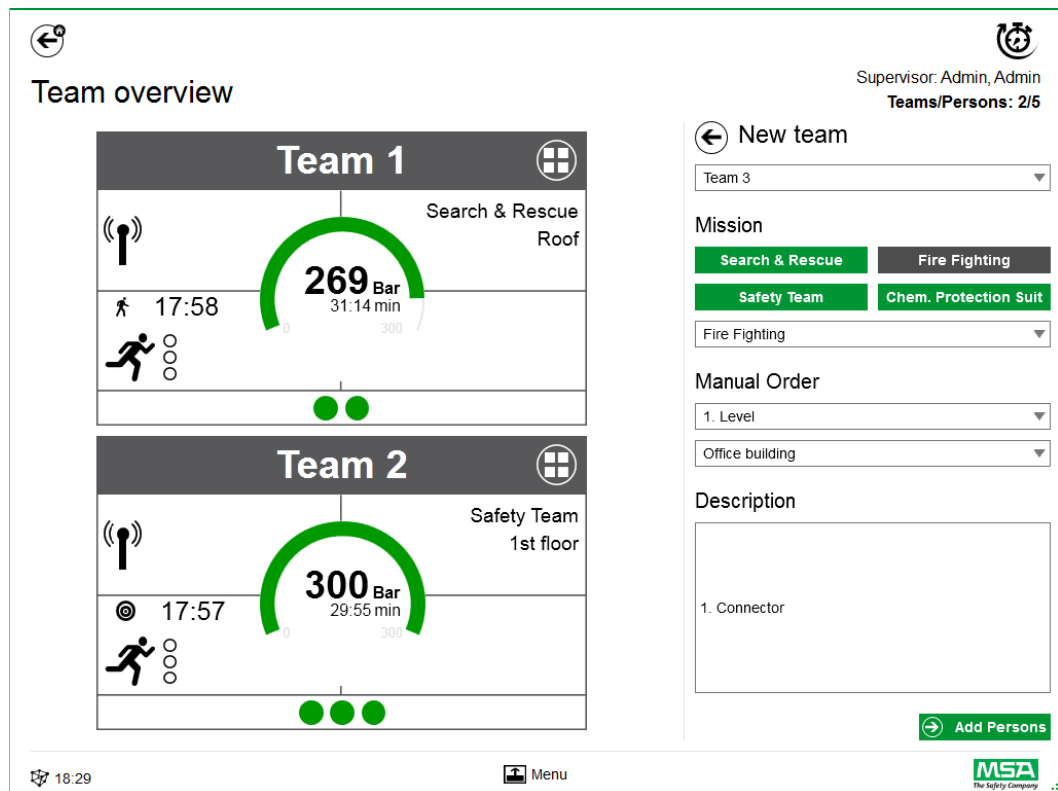 Team overview
Supervisor: Admin, Admin
Teams/Persons: 2/5
Team 1
Search & Rescue
Roof
269 Bar
31:14 min
0
300
17:58
Team 2
Safety Team
1st floor
300 Bar
29:55 min
0
300
17:57
New team
Team 3
Mission
Search & Rescue
Fire Fighting
Safety Team
Chem. Protection Suit
Fire Fighting
Manual Order
1. Level
Office building
Description
1. Connector
Add Persons
18:29
Menu
MSA
The Safety Company